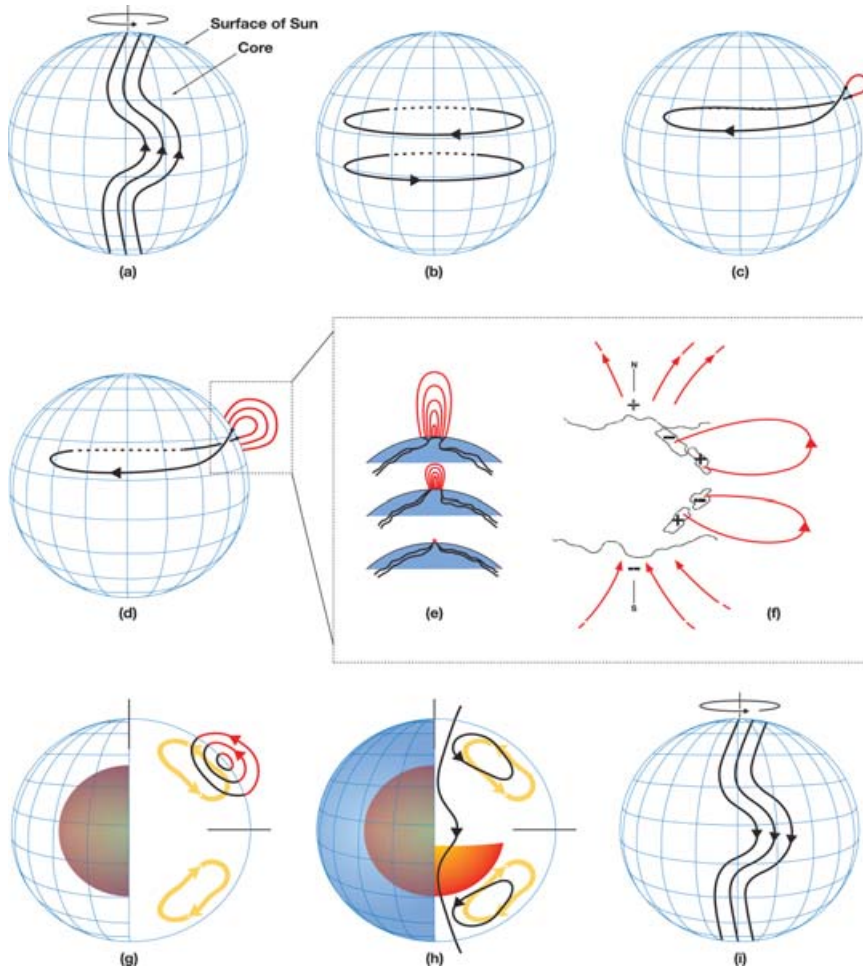 Surface of Sun
Core
(a)
(b)
(c)
(d)
(e)
N
+
−
+
−
+
−
S
(f)
(g)
(h)
(i)